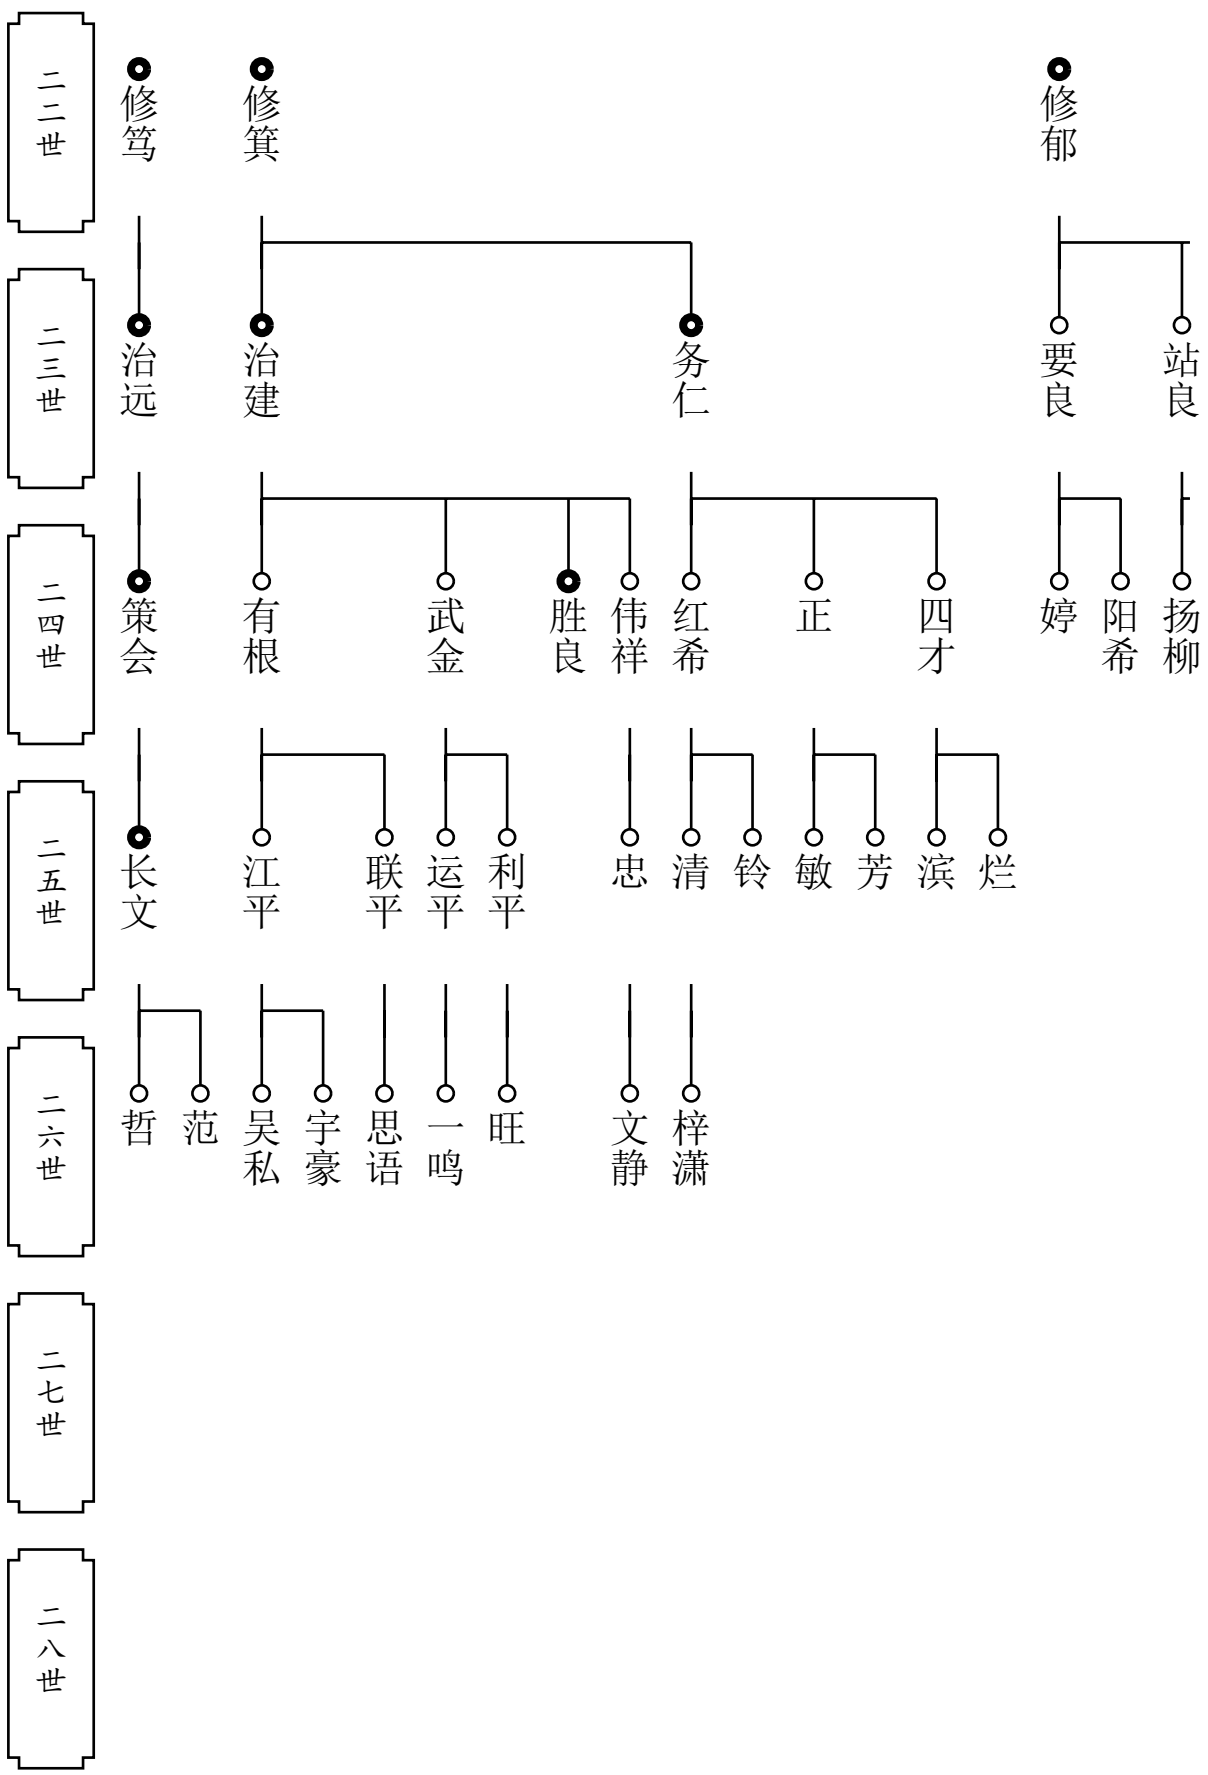 二二世
修笃
修箕
修郁
二三世
治远
治建
务仁
要良
站良
二四世
策会
有根
武金
胜良
伟祥
红希
正
四才
婷
阳希
扬柳
二五世
长文
江平
联平
运平
利平
忠
清
铃
敏
芳
滨
烂
二六世
哲
范
吴私
宇豪
思语
一鸣
旺
文静
梓潇
二七世
二八世